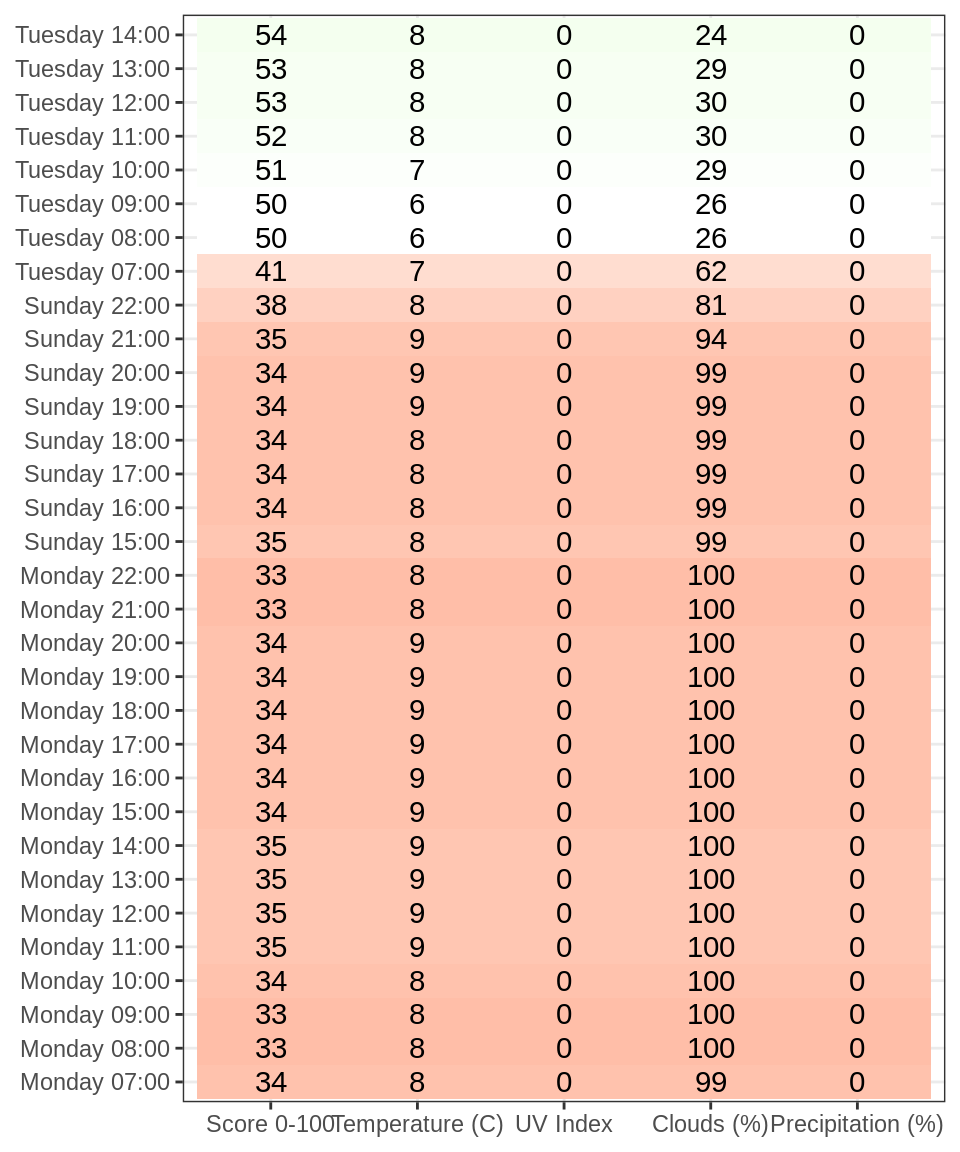 Tuesday 14:00 54 8 0 24 0
Tuesday 13:00 53 8 0 29 0
Tuesday 12:00 53 8 0 30 0
Tuesday 11:00 52 8 0 30 0
Tuesday 10:00 51 7 0 29 0
Tuesday 09:00 50 6 0 26 0
Tuesday 08:00 50 6 0 26 0
Tuesday 07:00 41 7 0 62 0
Sunday 22:00 38 8 0 81 0
Sunday 21:00 35 9 0 94 0
Sunday 20:00 34 9 0 99 0
Sunday 19:00 34 9 0 99 0
Sunday 18:00 34 8 0 99 0
Sunday 17:00 34 8 0 99 0
Sunday 16:00 34 8 0 99 0
Sunday 15:00 35 8 0 99 0
Monday 22:00 33 8 0 100 0
Monday 21:00 33 8 0 100 0
Monday 20:00 34 9 0 100 0
Monday 19:00 34 9 0 100 0
Monday 18:00 34 9 0 100 0
Monday 17:00 34 9 0 100 0
Monday 16:00 34 9 0 100 0
Monday 15:00 34 9 0 100 0
Monday 14:00 35 9 0 100 0
Monday 13:00 35 9 0 100 0
Monday 12:00 35 9 0 100 0
Monday 11:00 35 9 0 100 0
Monday 10:00 34 8 0 100 0
Monday 09:00 33 8 0 100 0
Monday 08:00 33 8 0 100 0
Monday 07:00 34 8 0 99 0
Score 0-100 Temperature (C) UV Index Clouds (%) Precipitation (%)